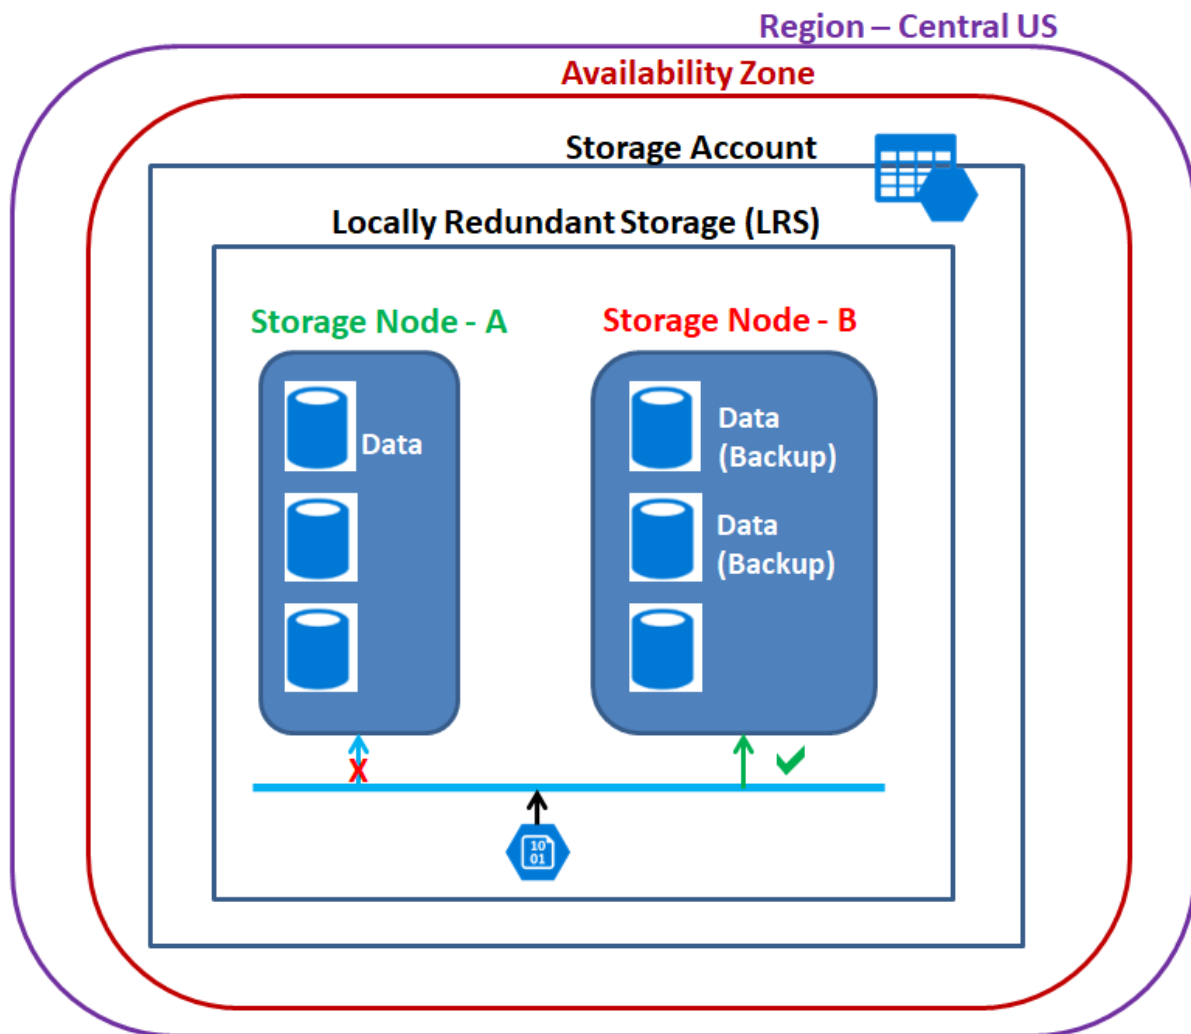 Region – Central US
Availability Zone
Storage Account
Locally Redundant Storage (LRS)
Storage Node - A
Storage Node - B
Data
Data
(Backup)
Data
(Backup)
X
10
01